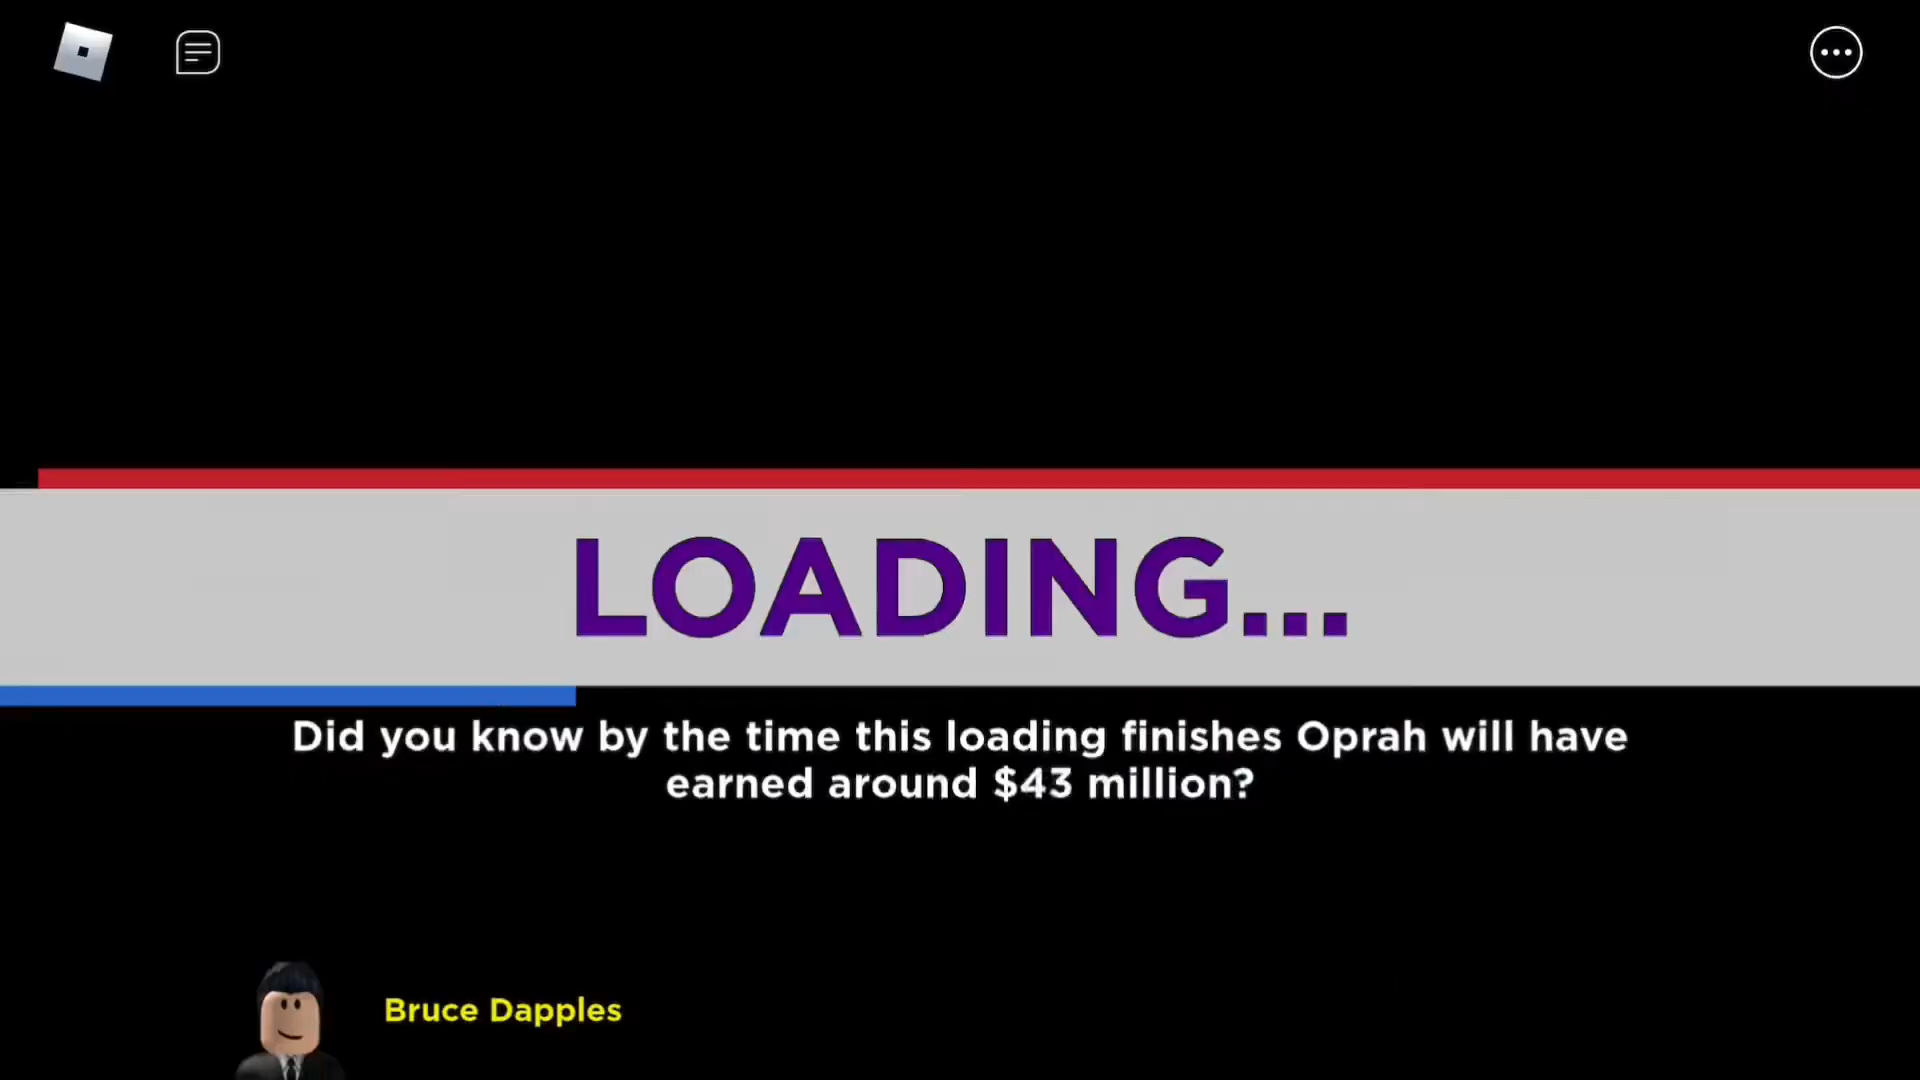 LOADING...
Did you know by the time this loading finishes Oprah will have
earned around $43 million?
Bruce Dapples